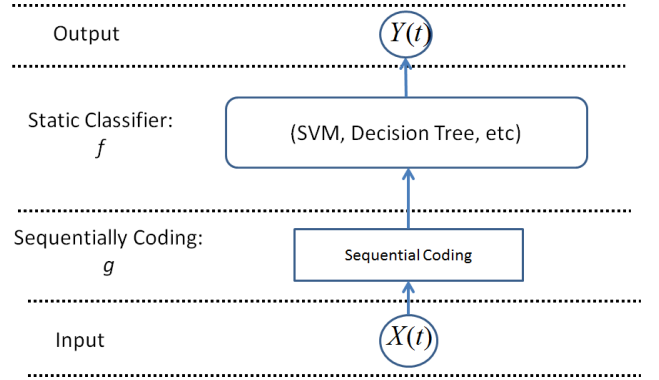 Output
Y(t)
Static Classifier:
f
(SVM, Decision Tree, etc)
Sequentially Coding:
g
Sequential Coding
Input
X(t)